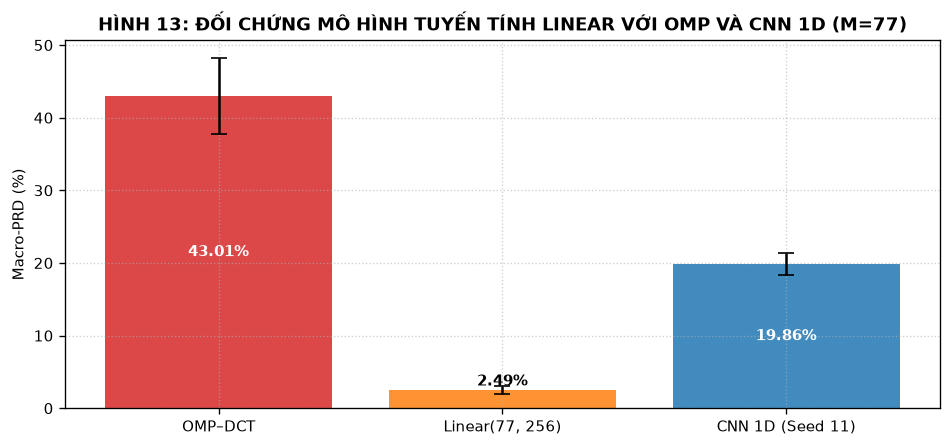 HÌNH 13: ĐỐI CHỨNG MÔ HÌNH TUYẾN TÍNH LINEAR VỚI OMP VÀ CNN 1D (M=77)
Macro-PRD (%)
50
40
30
20
10
0
43.01%
2.49%
19.86%
OMP–DCT
Linear(77, 256)
CNN 1D (Seed 11)